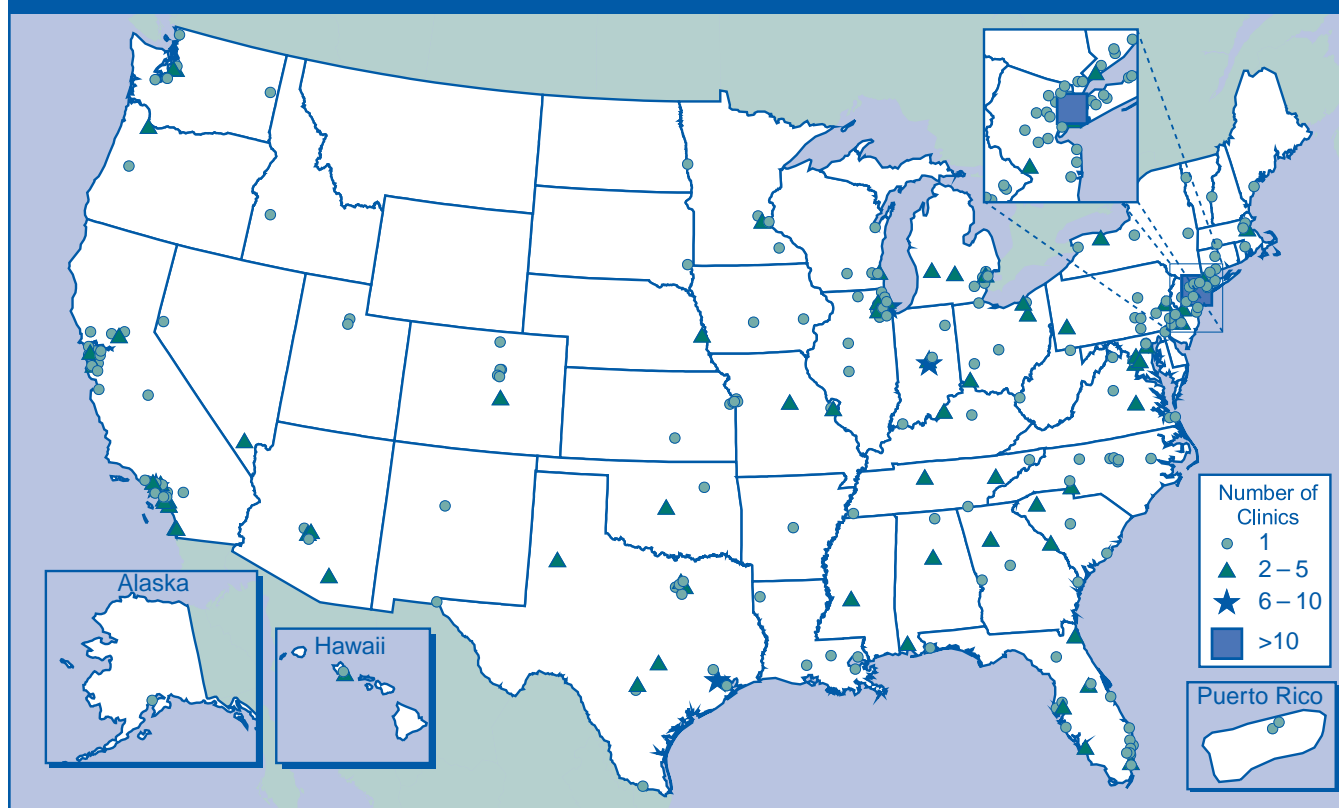 Number of
Clinics
1
2 – 5
6 – 10
>10
Alaska
Hawaii
Puerto Rico